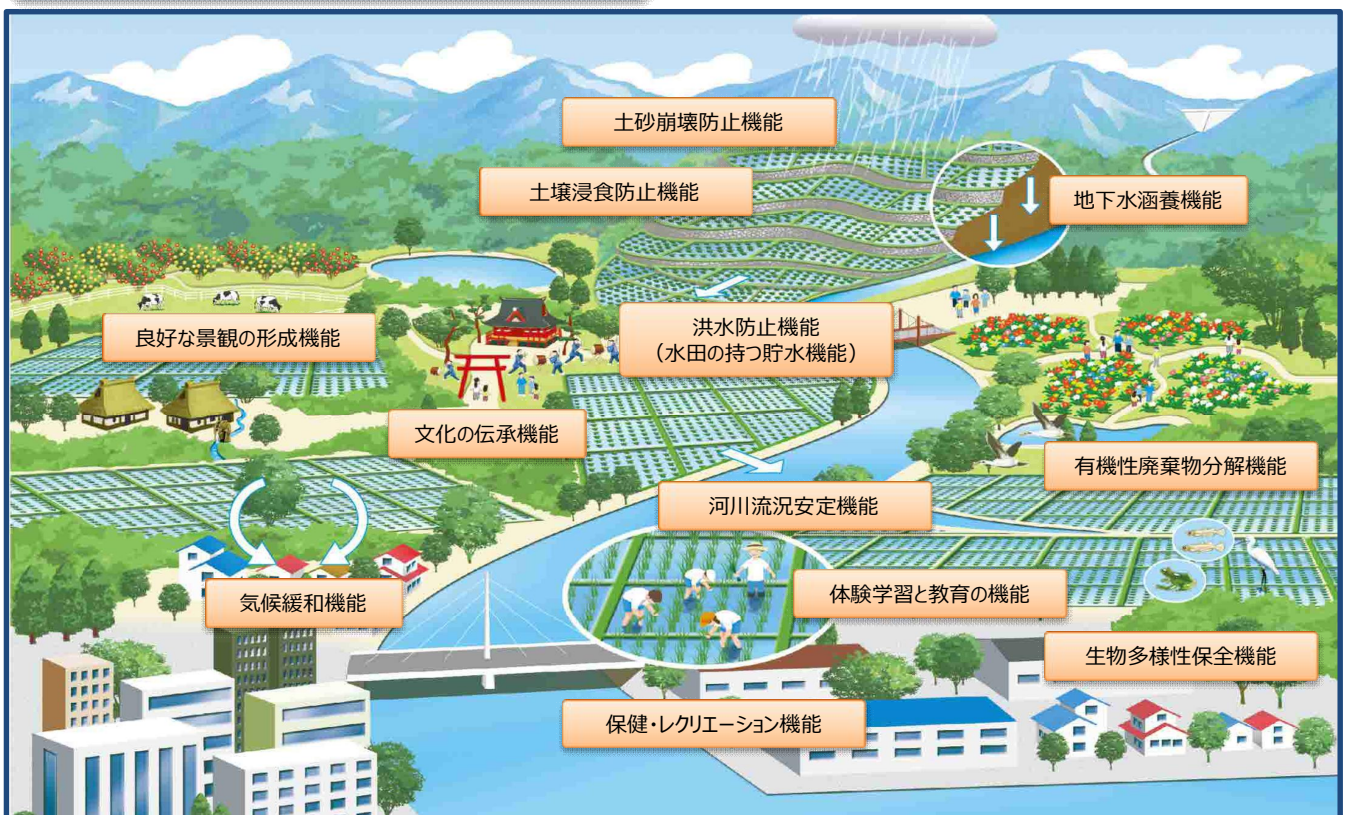 土砂崩壊防止機能
土壌浸食防止機能
地下水涵養機能
良好な景観の形成機能
洪水防止機能
（水田の持つ貯水機能）
文化の伝承機能
有機性廃棄物分解機能
河川流況安定機能
気候緩和機能
体験学習と教育の機能
生物多様性保全機能
保健・レクリエーション機能